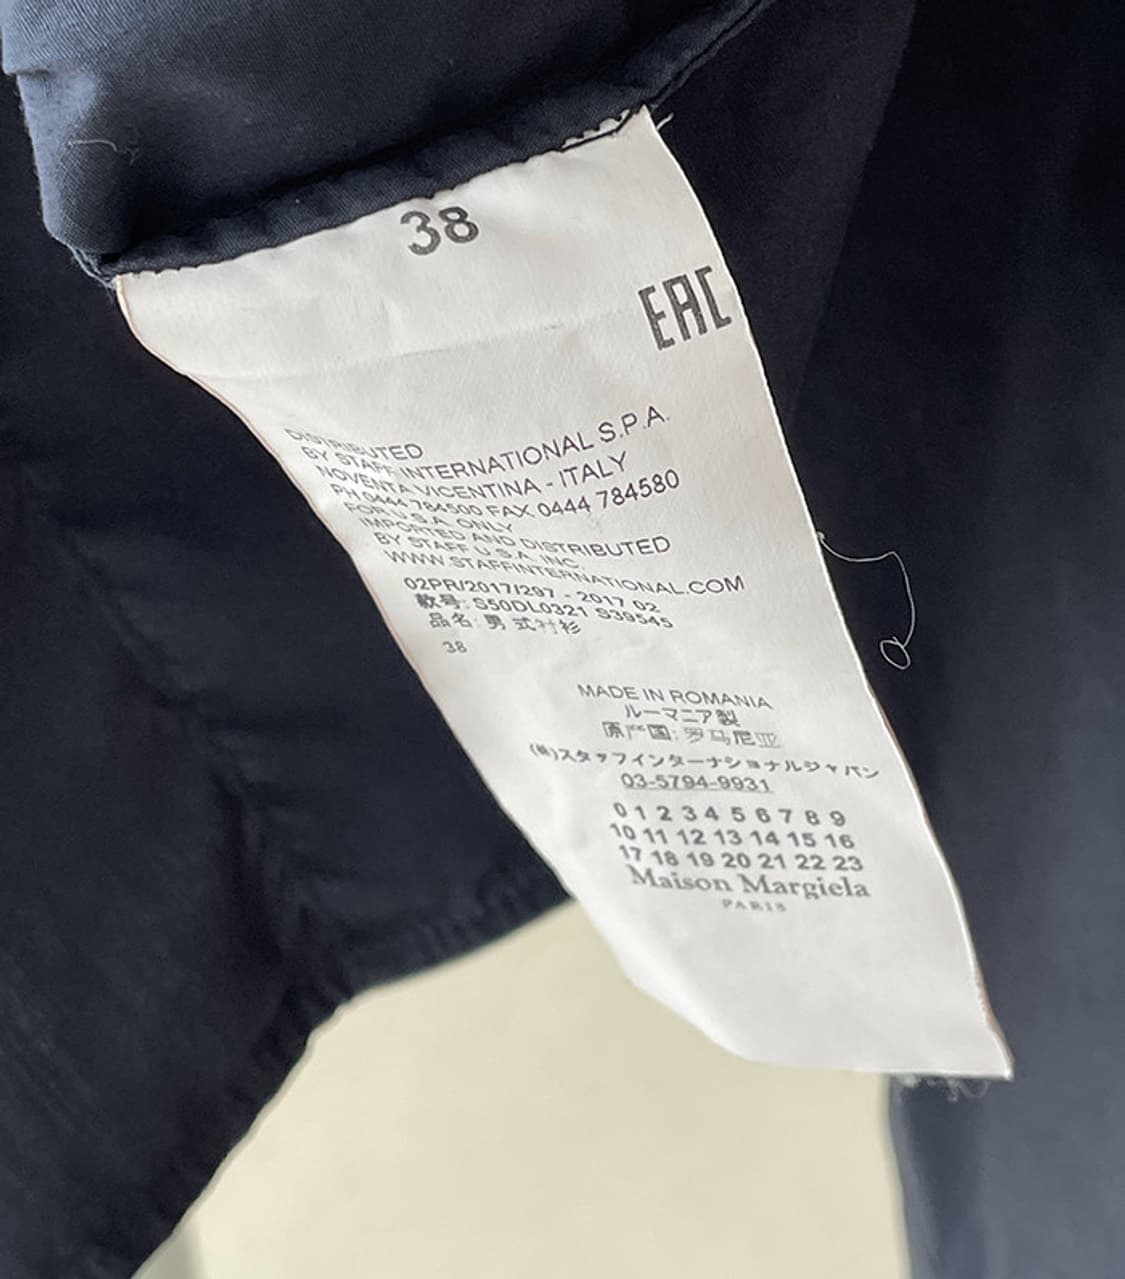 38
EAC
DISTRIBUTED
BY STAFF INTERNATIONAL S.P.A.
NOVENTA VICENTINA - ITALY
PH 0444 784500 FAX 0444 784580
FOR U.S.A. ONLY
IMPORTED AND DISTRIBUTED
BY STAFF U.S.A. INC.
WWW.STAFFINTERNATIONAL.COM
02PR/2017/297 - 2017 02
款号: S50DL0321 S39545
品名: 男式衬衫
38
MADE IN ROMANIA
ルーマニア製
原产国: 罗马尼亚
(株)スタッフインターナショナルジャパン
03-5794-9931
0 1 2 3 4 5 6 7 8 9
10 11 12 13 14 15 16
17 18 19 20 21 22 23
Maison Margiela
PARIS